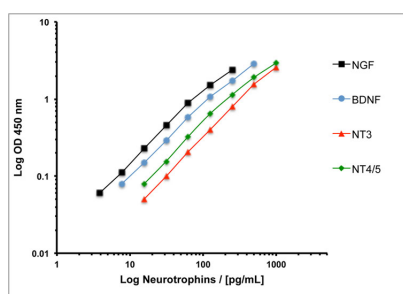 10
1
0.1
0.01
Log OD 450 nm
1
10
100
1000
Log Neurotrophins / [pg/mL]
NGF
BDNF
NT3
NT4/5